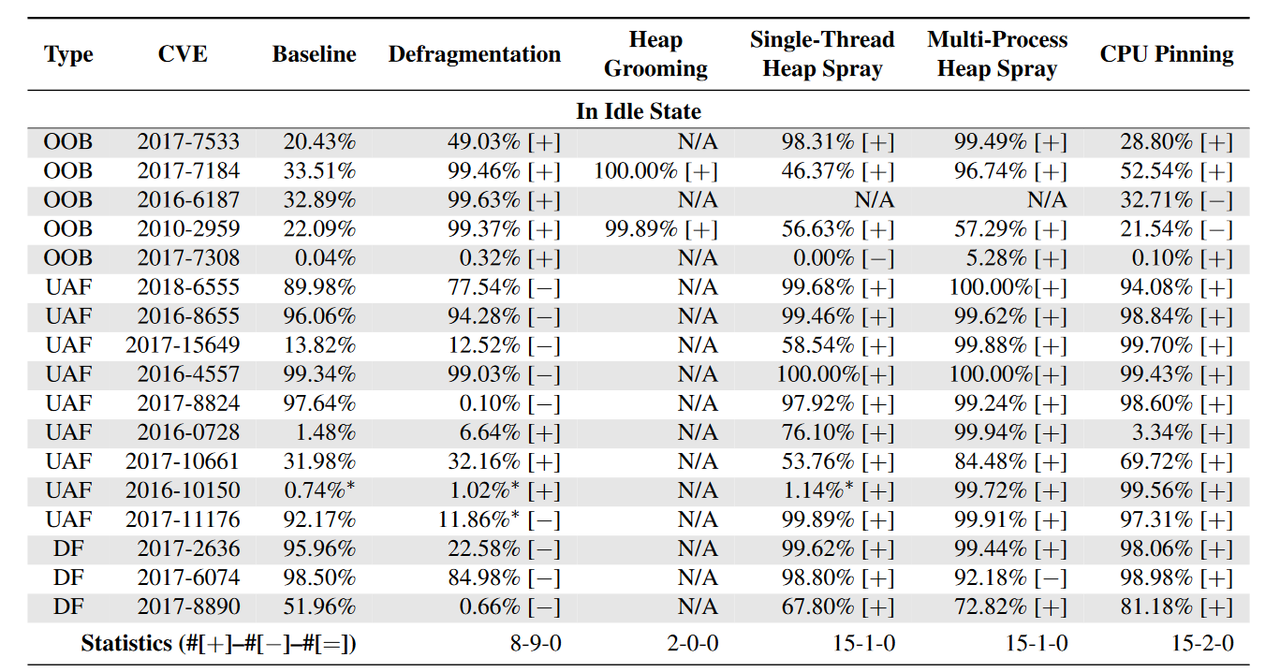 Type CVE Baseline Defragmentation Heap Grooming Single-Thread Heap Spray Multi-Process Heap Spray CPU Pinning
In Idle State
OOB 2017-7533 20.43% 49.03% [+] N/A 98.31% [+] 99.49% [+] 28.80% [+]
OOB 2017-7184 33.51% 99.46% [+] 100.00% [+] 46.37% [+] 96.74% [+] 52.54% [+]
OOB 2016-6187 32.89% 99.63% [+] N/A N/A N/A 32.71% [−]
OOB 2010-2959 22.09% 99.37% [+] 99.89% [+] 56.63% [+] 57.29% [+] 21.54% [−]
OOB 2017-7308 0.04% 0.32% [+] N/A 0.00% [−] 5.28% [+] 0.10% [+]
UAF 2018-6555 89.98% 77.54% [−] N/A 99.68% [+] 100.00%[+] 94.08% [+]
UAF 2016-8655 96.06% 94.28% [−] N/A 99.46% [+] 99.62% [+] 98.84% [+]
UAF 2017-15649 13.82% 12.52% [−] N/A 58.54% [+] 99.88% [+] 99.70% [+]
UAF 2016-4557 99.34% 99.03% [−] N/A 100.00%[+] 100.00%[+] 99.43% [+]
UAF 2017-8824 97.64% 0.10% [−] N/A 97.92% [+] 99.24% [+] 98.60% [+]
UAF 2016-0728 1.48% 6.64% [+] N/A 76.10% [+] 99.94% [+] 3.34% [+]
UAF 2017-10661 31.98% 32.16% [+] N/A 53.76% [+] 84.48% [+] 69.72% [+]
UAF 2016-10150 0.74%* 1.02%* [+] N/A 1.14%* [+] 99.72% [+] 99.56% [+]
UAF 2017-11176 92.17% 11.86%* [−] N/A 99.89% [+] 99.91% [+] 97.31% [+]
DF 2017-2636 95.96% 22.58% [−] N/A 99.62% [+] 99.44% [+] 98.06% [+]
DF 2017-6074 98.50% 84.98% [−] N/A 98.80% [+] 92.18% [−] 98.98% [+]
DF 2017-8890 51.96% 0.66% [−] N/A 67.80% [+] 72.82% [+] 81.18% [+]
Statistics (#[+]–#[−]–#[=]) 8-9-0 2-0-0 15-1-0 15-1-0 15-2-0